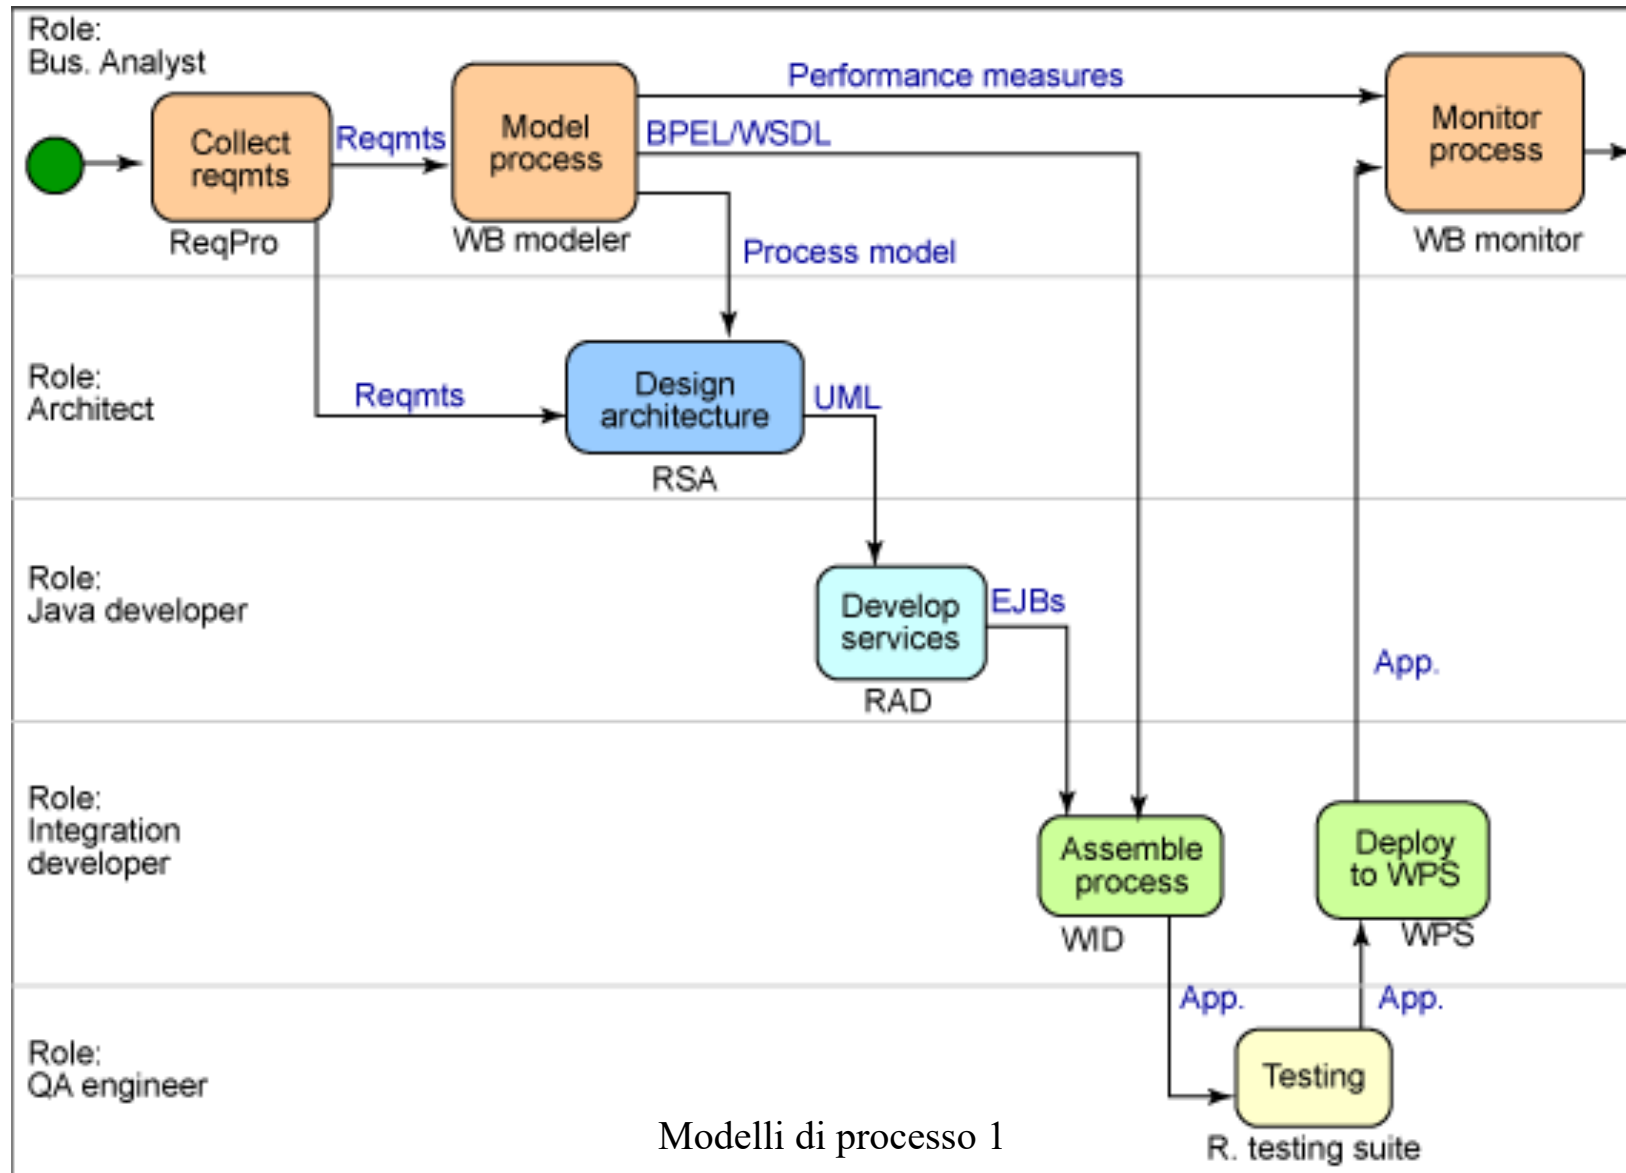 Role:
Bus. Analyst
Collect
reqmts
ReqPro
Reqmts
Model
process
WB modeler
Performance measures
BPEL/WSDL
Process model
Monitor
process
WB monitor
Role:
Architect
Reqmts
Design
architecture
RSA
UML
Role:
Java developer
Develop
services
RAD
EJBs
App.
Role:
Integration
developer
Assemble
process
WID
Deploy
to WPS
WPS
App.
App.
Role:
QA engineer
Testing
R. testing suite
Modelli di processo 1